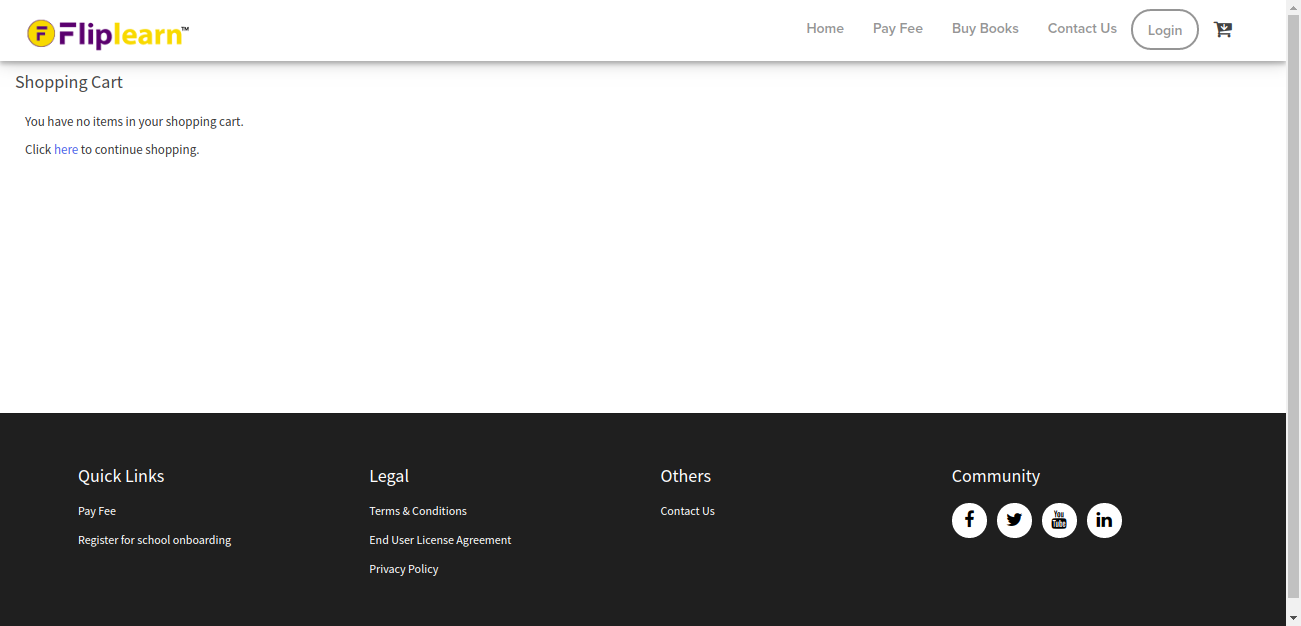 Fliplearn™
Home Pay Fee Buy Books Contact Us Login
Shopping Cart
You have no items in your shopping cart.
Click here to continue shopping.
Quick Links
Pay Fee
Register for school onboarding
Legal
Terms & Conditions
End User License Agreement
Privacy Policy
Others
Contact Us
Community
You
Tube